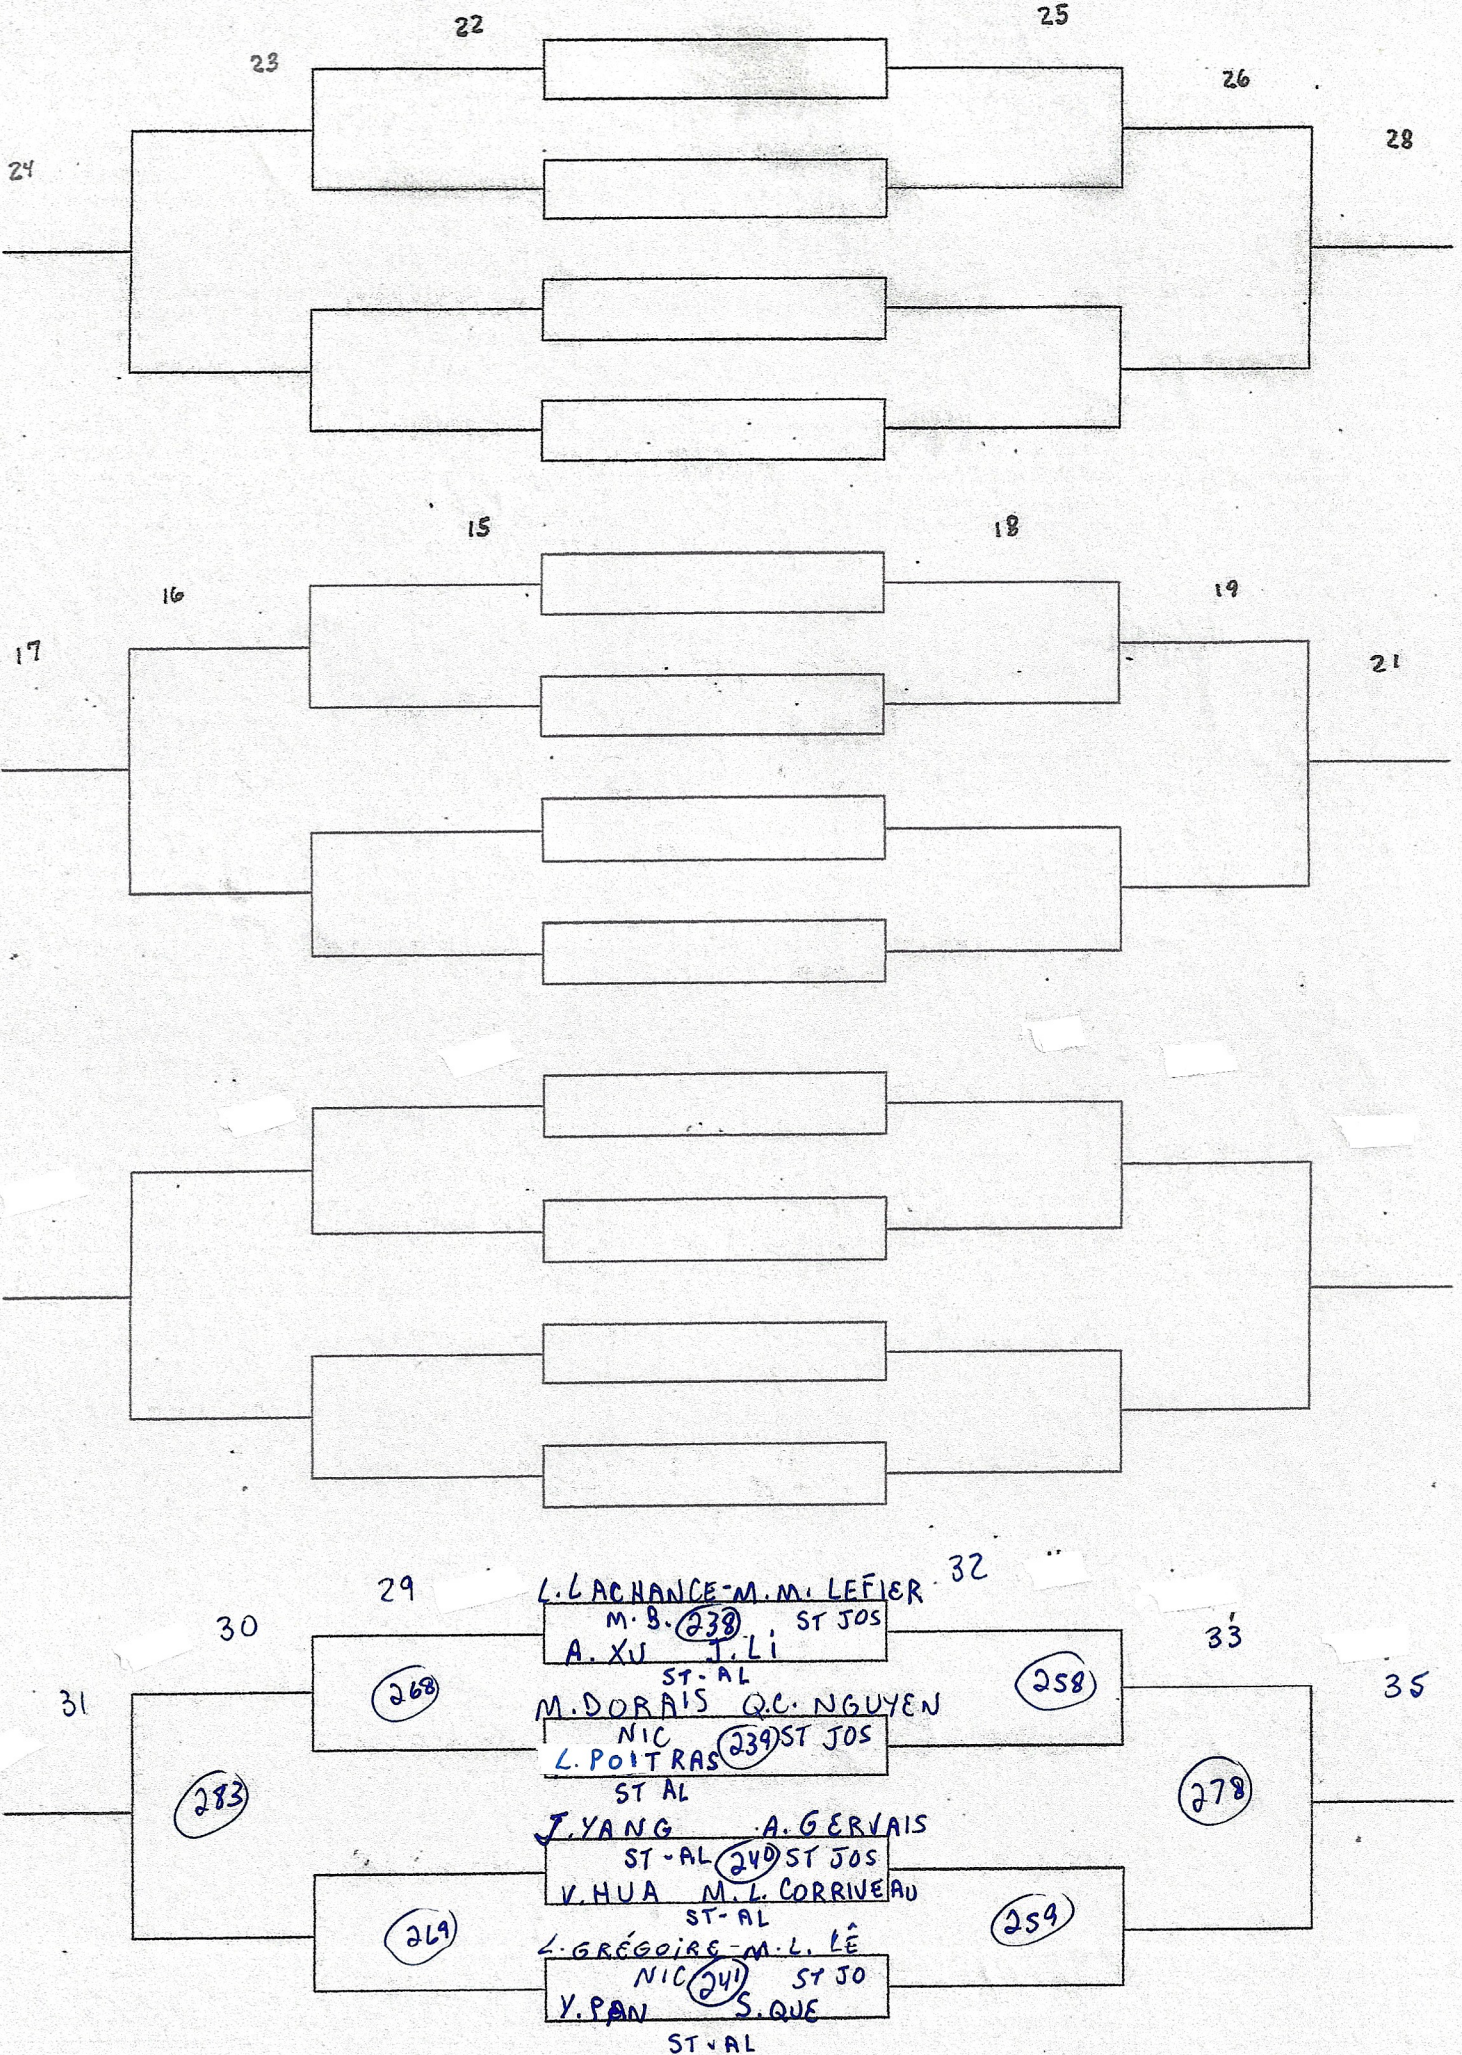 22
25
23
26
24
28
15
18
16
19
17
21
29
L. LACHANCE-M.M. LEFIER
32
30
M.B. 238 ST JOS
33
A. XU J. Li
31
268
ST-AL
258
35
M. DORAIS Q.C. NGUYEN
NIC 239 ST JOS
L. POITRAS
283
ST AL
278
J. YANG A. GERVAIS
ST-AL 240 ST JOS
V. HUA M. L. CORRIVEAU
269
ST-AL
259
L. GRÉGOIRE-M.L. LÊ
NIC 241 ST JO
Y. PAN S. QUE
ST-AL